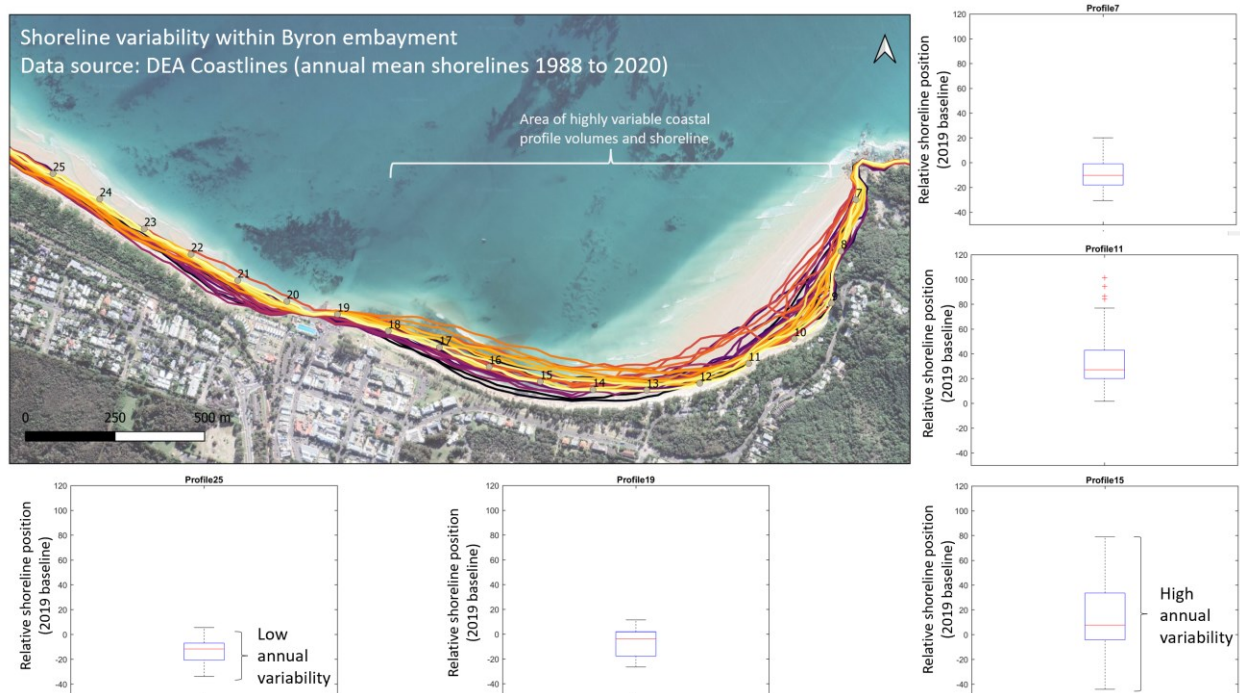 Shoreline variability within Byron embayment
Data source: DEA Coastlines (annual mean shorelines 1988 to 2020)
Area of highly variable coastal
profile volumes and shoreline
25
24
23
22
21
20
19
18
17
16
15
14
13
12
11
10
9
8
7
0
250
500 m
Profile7
Relative shoreline position
(2019 baseline)
120
100
80
60
40
20
0
-20
-40
Profile11
Relative shoreline position
(2019 baseline)
120
100
80
60
40
20
0
-20
-40
Profile25
Relative shoreline position
(2019 baseline)
120
100
80
60
40
20
0
-20
-40
Low
annual
variability
Profile19
Relative shoreline position
(2019 baseline)
120
100
80
60
40
20
0
-20
-40
Profile15
Relative shoreline position
(2019 baseline)
120
100
80
60
40
20
0
-20
-40
High
annual
variability